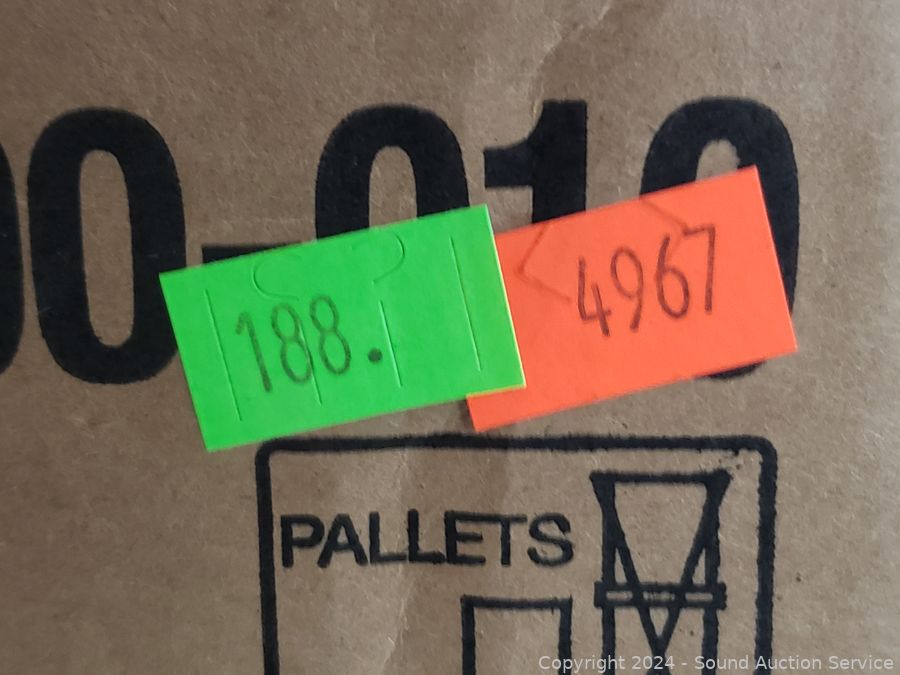 00-010
188.
4967
PALLETS
Copyright 2024 - Sound Auction Service